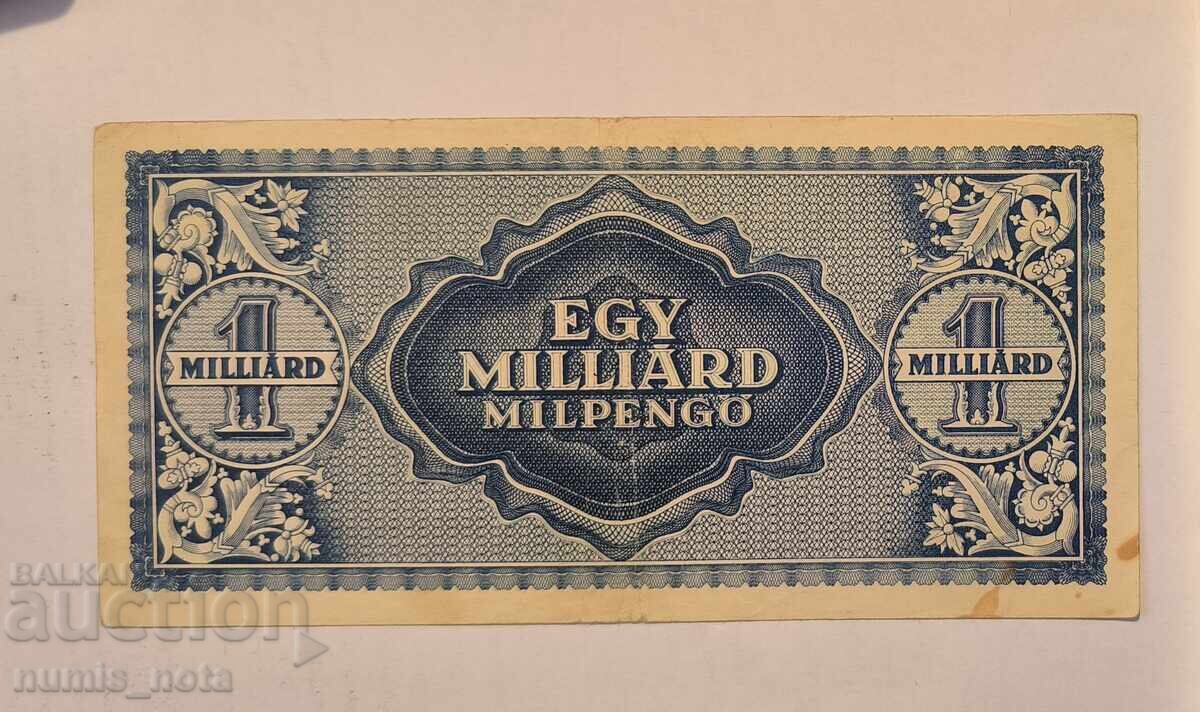 EGY
MILLIÁRD
MILPENGŐ
1
MILLIÁRD
1
MILLIÁRD
BALKAN
auction
numis_nota